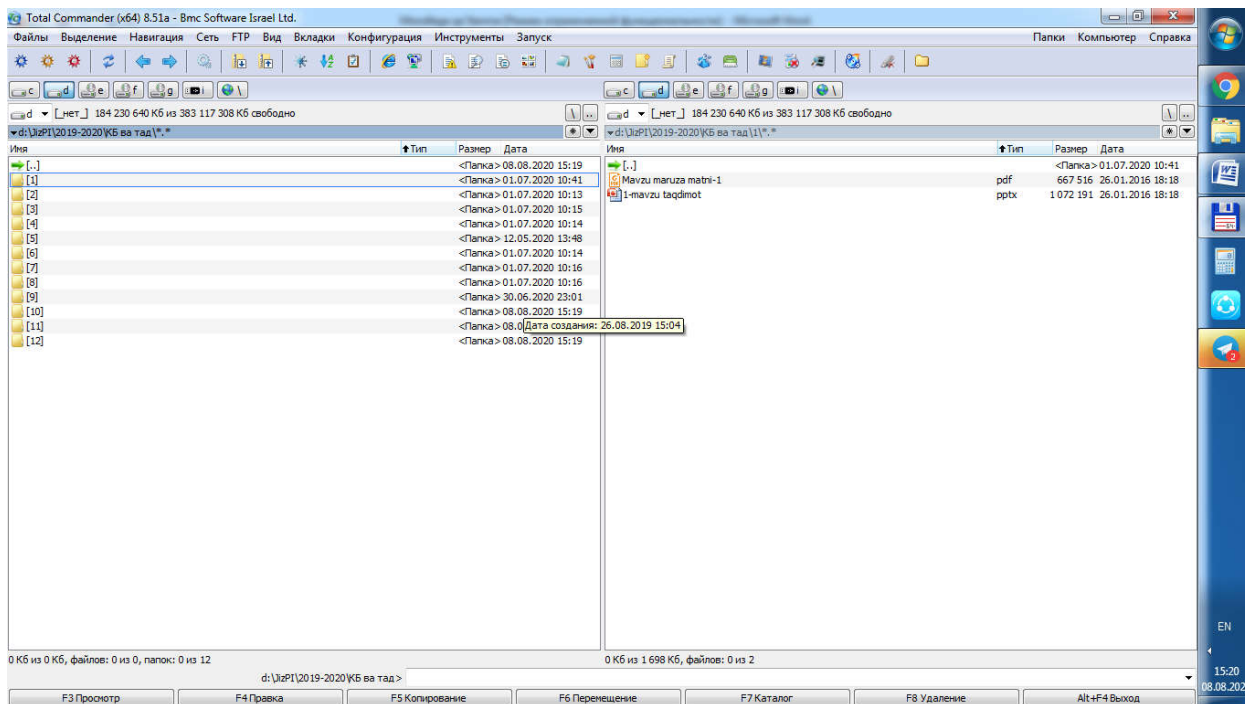 Total Commander (x64) 8.51a - Bmc Software Israel Ltd.
Файлы Выделение Навигация Сеть FTP Вид Вкладки Конфигурация Инструменты Запуск Папки Компьютер Справка
c d e f g i \ c d e f g i \
d [_нет_] 184 230 640 Кб из 383 117 308 Кб свободно \ .. d [_нет_] 184 230 640 Кб из 383 117 308 Кб свободно \ ..
d:\JizPI\2019-2020\КБ ва тад\*.* * d:\JizPI\2019-2020\КБ ва тад\1\*.* *
Имя Тип Размер Дата Имя Тип Размер Дата
[..] <Папка> 08.08.2020 15:19 [..] <Папка> 01.07.2020 10:41
[1] <Папка> 01.07.2020 10:41 Mavzu maruza matni-1 pdf 667 516 26.01.2016 18:18
[2] <Папка> 01.07.2020 10:13 1-mavzu taqdimot pptx 1 072 191 26.01.2016 18:18
[3] <Папка> 01.07.2020 10:15
[4] <Папка> 01.07.2020 10:14
[5] <Папка> 12.05.2020 13:48
[6] <Папка> 01.07.2020 10:14
[7] <Папка> 01.07.2020 10:16
[8] <Папка> 01.07.2020 10:16
[9] <Папка> 30.06.2020 23:01
[10] <Папка> 08.08.2020 15:19
[11] <Папка> 08.0 Дата создания: 26.08.2019 15:04
[12] <Папка> 08.08.2020 15:19
EN
0 Кб из 0 Кб, файлов: 0 из 0, папок: 0 из 12 0 Кб из 1 698 Кб, файлов: 0 из 2
d:\JizPI\2019-2020\КБ ва тад>
15:20
08.08.202
F3 Просмотр F4 Правка F5 Копирование F6 Перемещение F7 Каталог F8 Удаление Alt+F4 Выход